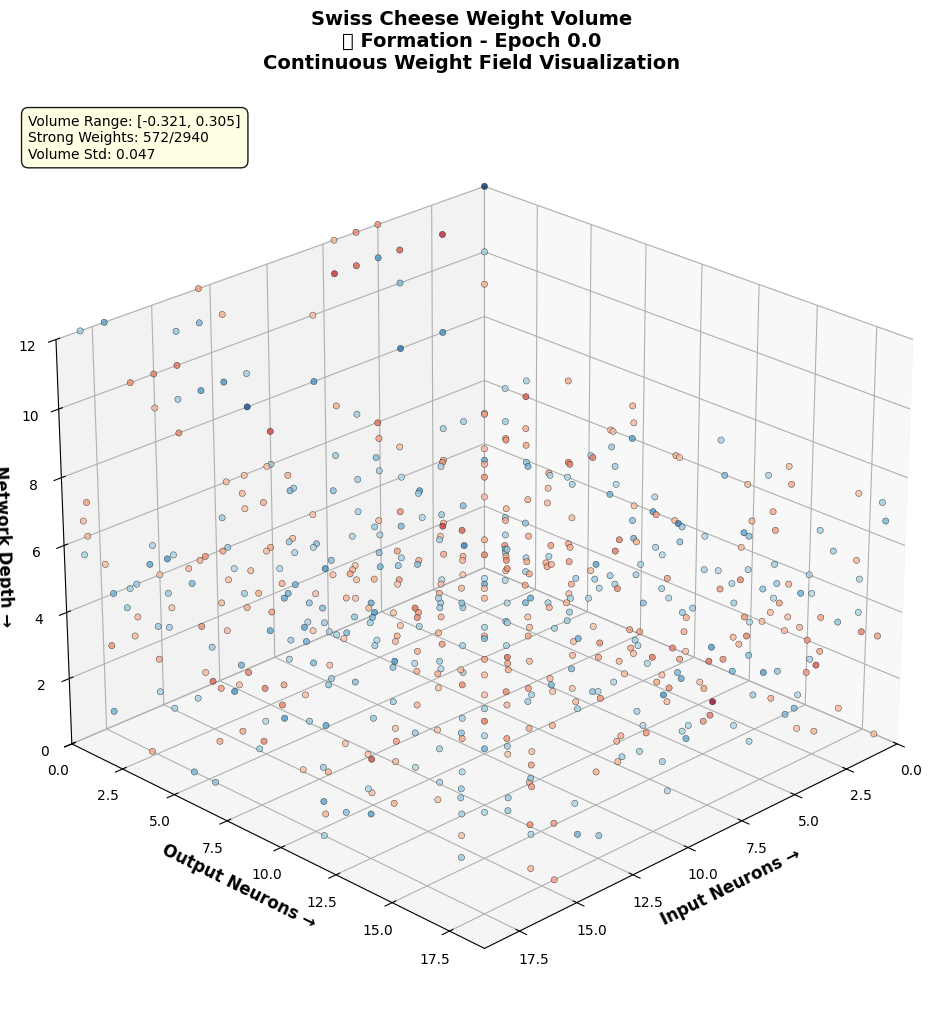 Swiss Cheese Weight Volume
Formation - Epoch 0.0
Continuous Weight Field Visualization
Volume Range: [-0.321, 0.305]
Strong Weights: 572/2940
Volume Std: 0.047
12
10
8
6
4
2
0
Network Depth →
0.0
2.5
5.0
7.5
10.0
12.5
15.0
17.5
Output Neurons →
0.0
2.5
5.0
7.5
10.0
12.5
15.0
17.5
Input Neurons →